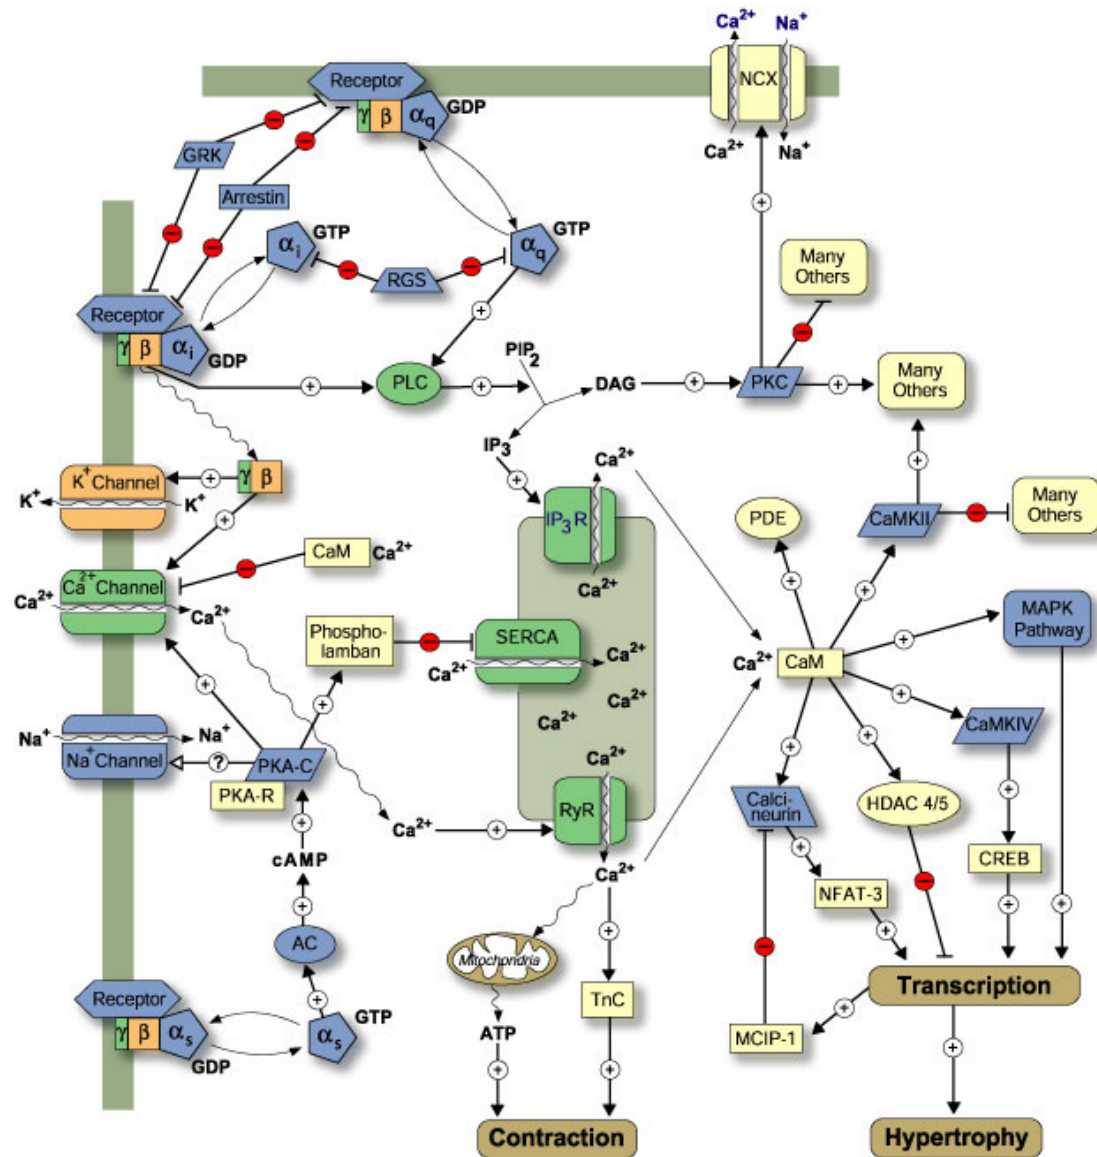 Ca2+ Na+
NCX
Ca2+ Na+
Receptor
γ β αq GDP
GRK
Arrestin
αi GTP
RGS
αq GTP
Many
Others
Receptor
γ β αi GDP
PLC
PIP2
DAG
PKC
Many
Others
IP3
K+ Channel
K+ K+
γ β
IP3R
Ca2+
Ca2+
PDE
CaMKII
Many
Others
CaM Ca2+
Ca2+ Channel
Ca2+ Ca2+
Phospho-
lamban
SERCA
Ca2+ Ca2+
Ca2+
Ca2+
Ca2+ CaM
MAPK
Pathway
CaMKIV
Na+ Na+
Na+ Channel
?
PKA-C
PKA-R
Ca2+
RyR
Ca2+
Ca2+
Calci-
neurin
HDAC 4/5
CREB
NFAT-3
cAMP
AC
Mitochondria
TnC
ATP
Receptor
γ β αs GDP
αs GTP
Transcription
MCIP-1
Contraction
Hypertrophy